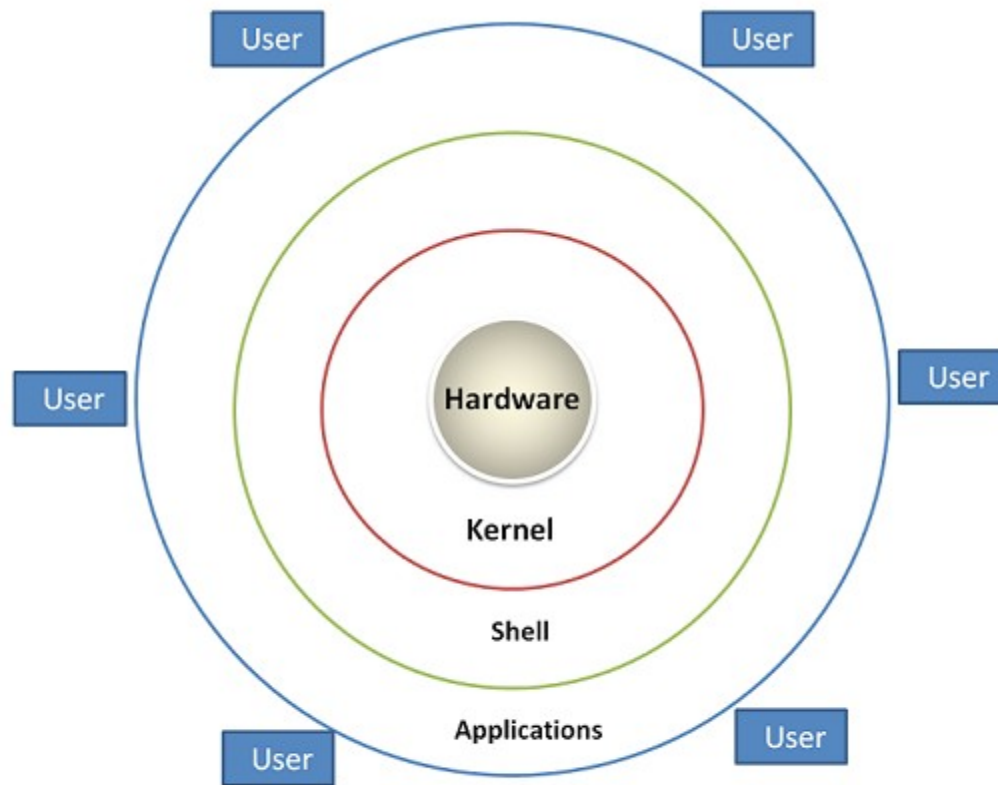 User
User
Hardware
User
User
Kernel
Shell
Applications
User
User